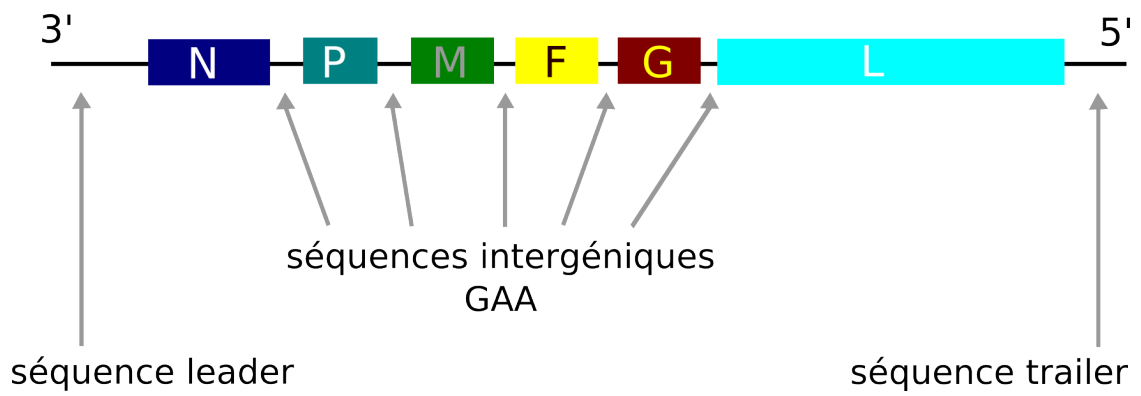 3'
5'
N P M F G L
séquences intergéniques
GAA
séquence leader
séquence trailer